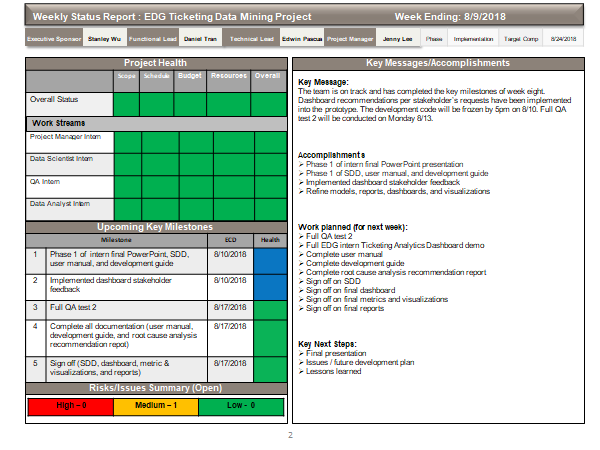 Weekly Status Report : EDG Ticketing Data Mining Project Week Ending: 8/9/2018
Executive Sponsor Stanley Wu Functional Lead Daniel Tran Technical Lead Edwin Pascua Project Manager Jenny Lee Phase Implementation Target Comp 8/24/2018
Project Health
Scope Schedule Budget Resources Overall
Overall Status
Work Streams
Project Manager Intern
Data Scientist Intern
QA Intern
Data Analyst Intern
Upcoming Key Milestones
Milestone ECD Health
1 Phase 1 of intern final PowerPoint, SDD, 8/10/2018
user manual, and development guide
2 Implemented dashboard stakeholder 8/10/2018
feedback
3 Full QA test 2 8/17/2018
4 Complete all documentation (user manual, 8/17/2018
development guide, and root cause analysis
recommendation repot)
5 Sign off (SDD, dashboard, metric & 8/17/2018
visualizations, and reports)
Risks/Issues Summary (Open)
High – 0 Medium – 1 Low - 0
Key Messages/Accomplishments
Key Message:
The team is on track and has completed the key milestones of week eight.
Dashboard recommendations per stakeholder's requests have been implemented
into the prototype. The development code will be frozen by 5pm on 8/10. Full QA
test 2 will be conducted on Monday 8/13.
Accomplishments
➢ Phase 1 of intern final PowerPoint presentation
➢ Phase 1 of SDD, user manual, and development guide
➢ Implemented dashboard stakeholder feedback
➢ Refine models, reports, dashboards, and visualizations
Work planned (for next week):
➢ Full QA test 2
➢ Full EDG intern Ticketing Analytics Dashboard demo
➢ Complete user manual
➢ Complete development guide
➢ Complete root cause analysis recommendation report
➢ Sign off on SDD
➢ Sign off on final dashboard
➢ Sign off on final metrics and visualizations
➢ Sign off on final reports
Key Next Steps:
➢ Final presentation
➢ Issues / future development plan
➢ Lessons learned
2